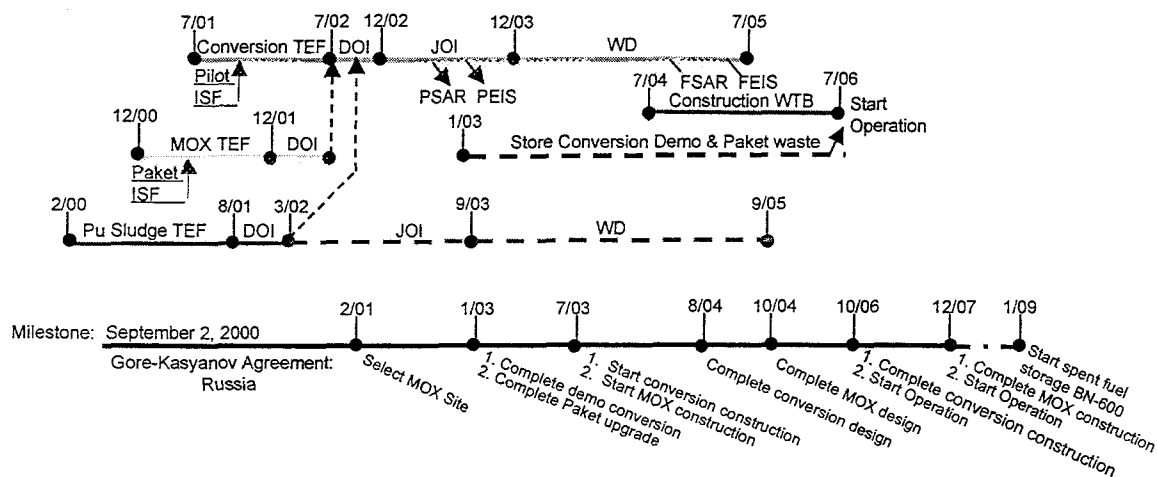 7/01 7/02 12/02 12/03 7/05
Conversion TEF DOI JOI WD
Pilot
ISF
PSAR PEIS
FSAR FEIS
7/04 7/06
Construction WTB
Start
Operation
12/00 12/01 1/03
MOX TEF DOI Store Conversion Demo & Paket waste
Paket
ISF
2/00 8/01 3/02 9/03 9/05
Pu Sludge TEF DOI JOI WD
2/01 1/03 7/03 8/04 10/04 10/06 12/07 1/09
Milestone: September 2, 2000
Gore-Kasyanov Agreement:
Russia
Select MOX Site
1. Complete demo conversion
2. Complete Paket upgrade
1. Start conversion construction
2. Start MOX construction
Complete conversion design
Complete MOX design
1. Complete conversion construction
2. Start Operation
1. Complete MOX construction
2. Start Operation
Start spent fuel
storage BN-600